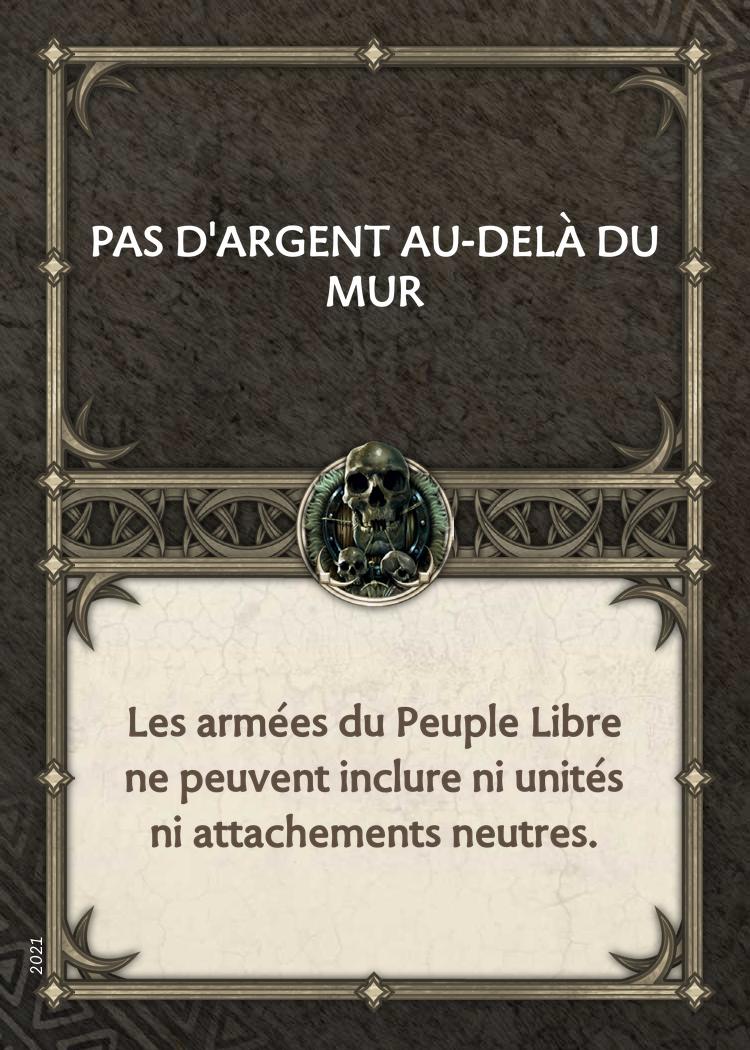 PAS D'ARGENT AU-DELÀ DU
MUR
Les armées du Peuple Libre
ne peuvent inclure ni unités
ni attachements neutres.
2021